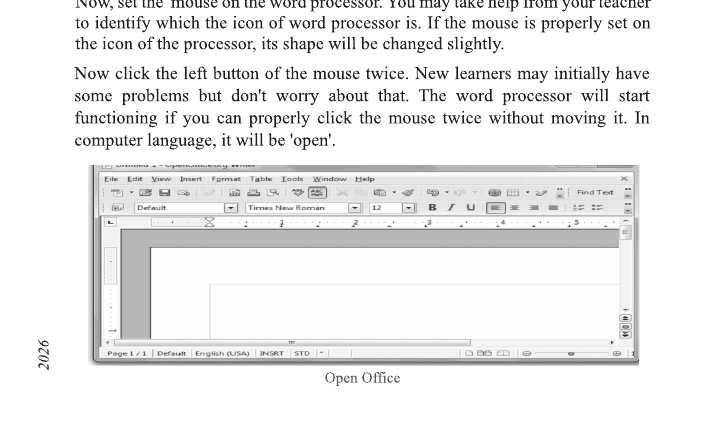 Now, set the mouse on the word processor. You may take help from your teacher
to identify which the icon of word processor is. If the mouse is properly set on
the icon of the processor, its shape will be changed slightly.
Now click the left button of the mouse twice. New learners may initially have
some problems but don't worry about that. The word processor will start
functioning if you can properly click the mouse twice without moving it. In
computer language, it will be 'open'.
File Edit View Insert Format Table Tools Window Help
Find Text
Default Times New Roman 12 B I U
1 2 3 4 5
Page 1 / 1 Default English (USA) INSRT STD *
2026
Open Office